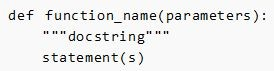 def function_name(parameters):
    """docstring"""
    statement(s)